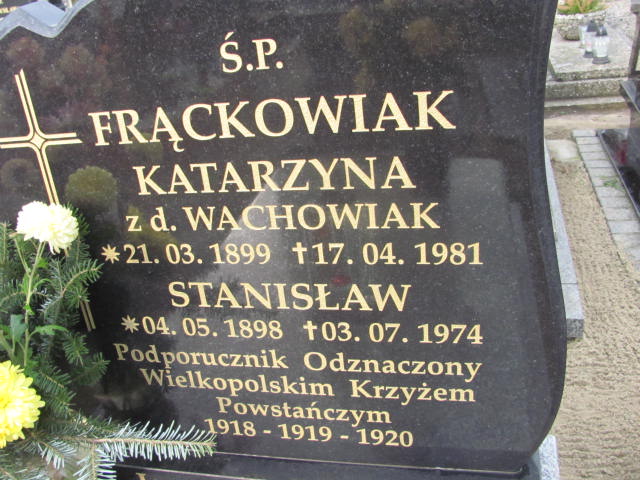 Ś.P.
FRĄCKOWIAK
KATARZYNA
z d. WACHOWIAK
*21.03.1899 †17.04.1981
STANISŁAW
*04.05.1898 †03.07.1974
Podporucznik Odznaczony
Wielkopolskim Krzyżem
Powstańczym
1918 - 1919 - 1920